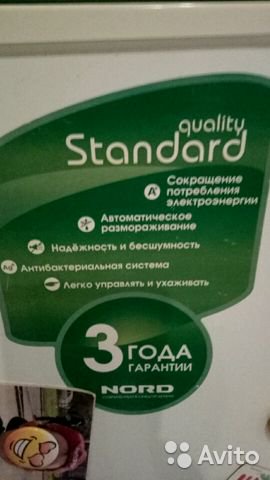 quality
Standard
A+ Сокращение
потребления
электроэнергии
Автоматическое
размораживание
Надёжность и бесшумность
Ag+ Антибактериальная система
Легко управлять и ухаживать
3 ГОДА
ГАРАНТИИ
NORD
Avito